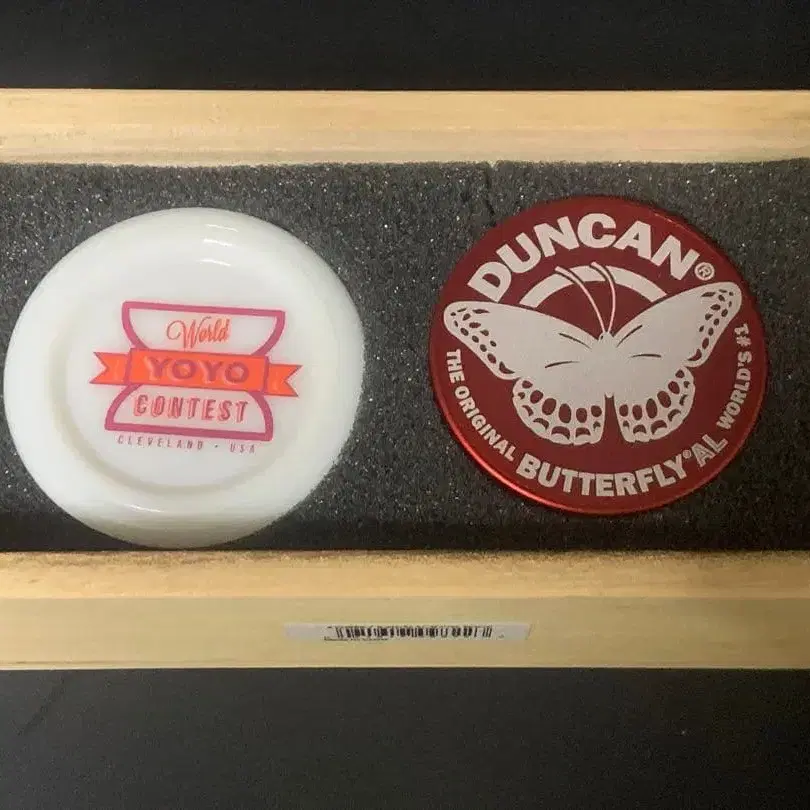 World
YOYO
CONTEST
CLEVELAND - USA
DUNCAN®
THE ORIGINAL BUTTERFLY®AL WORLD'S #1